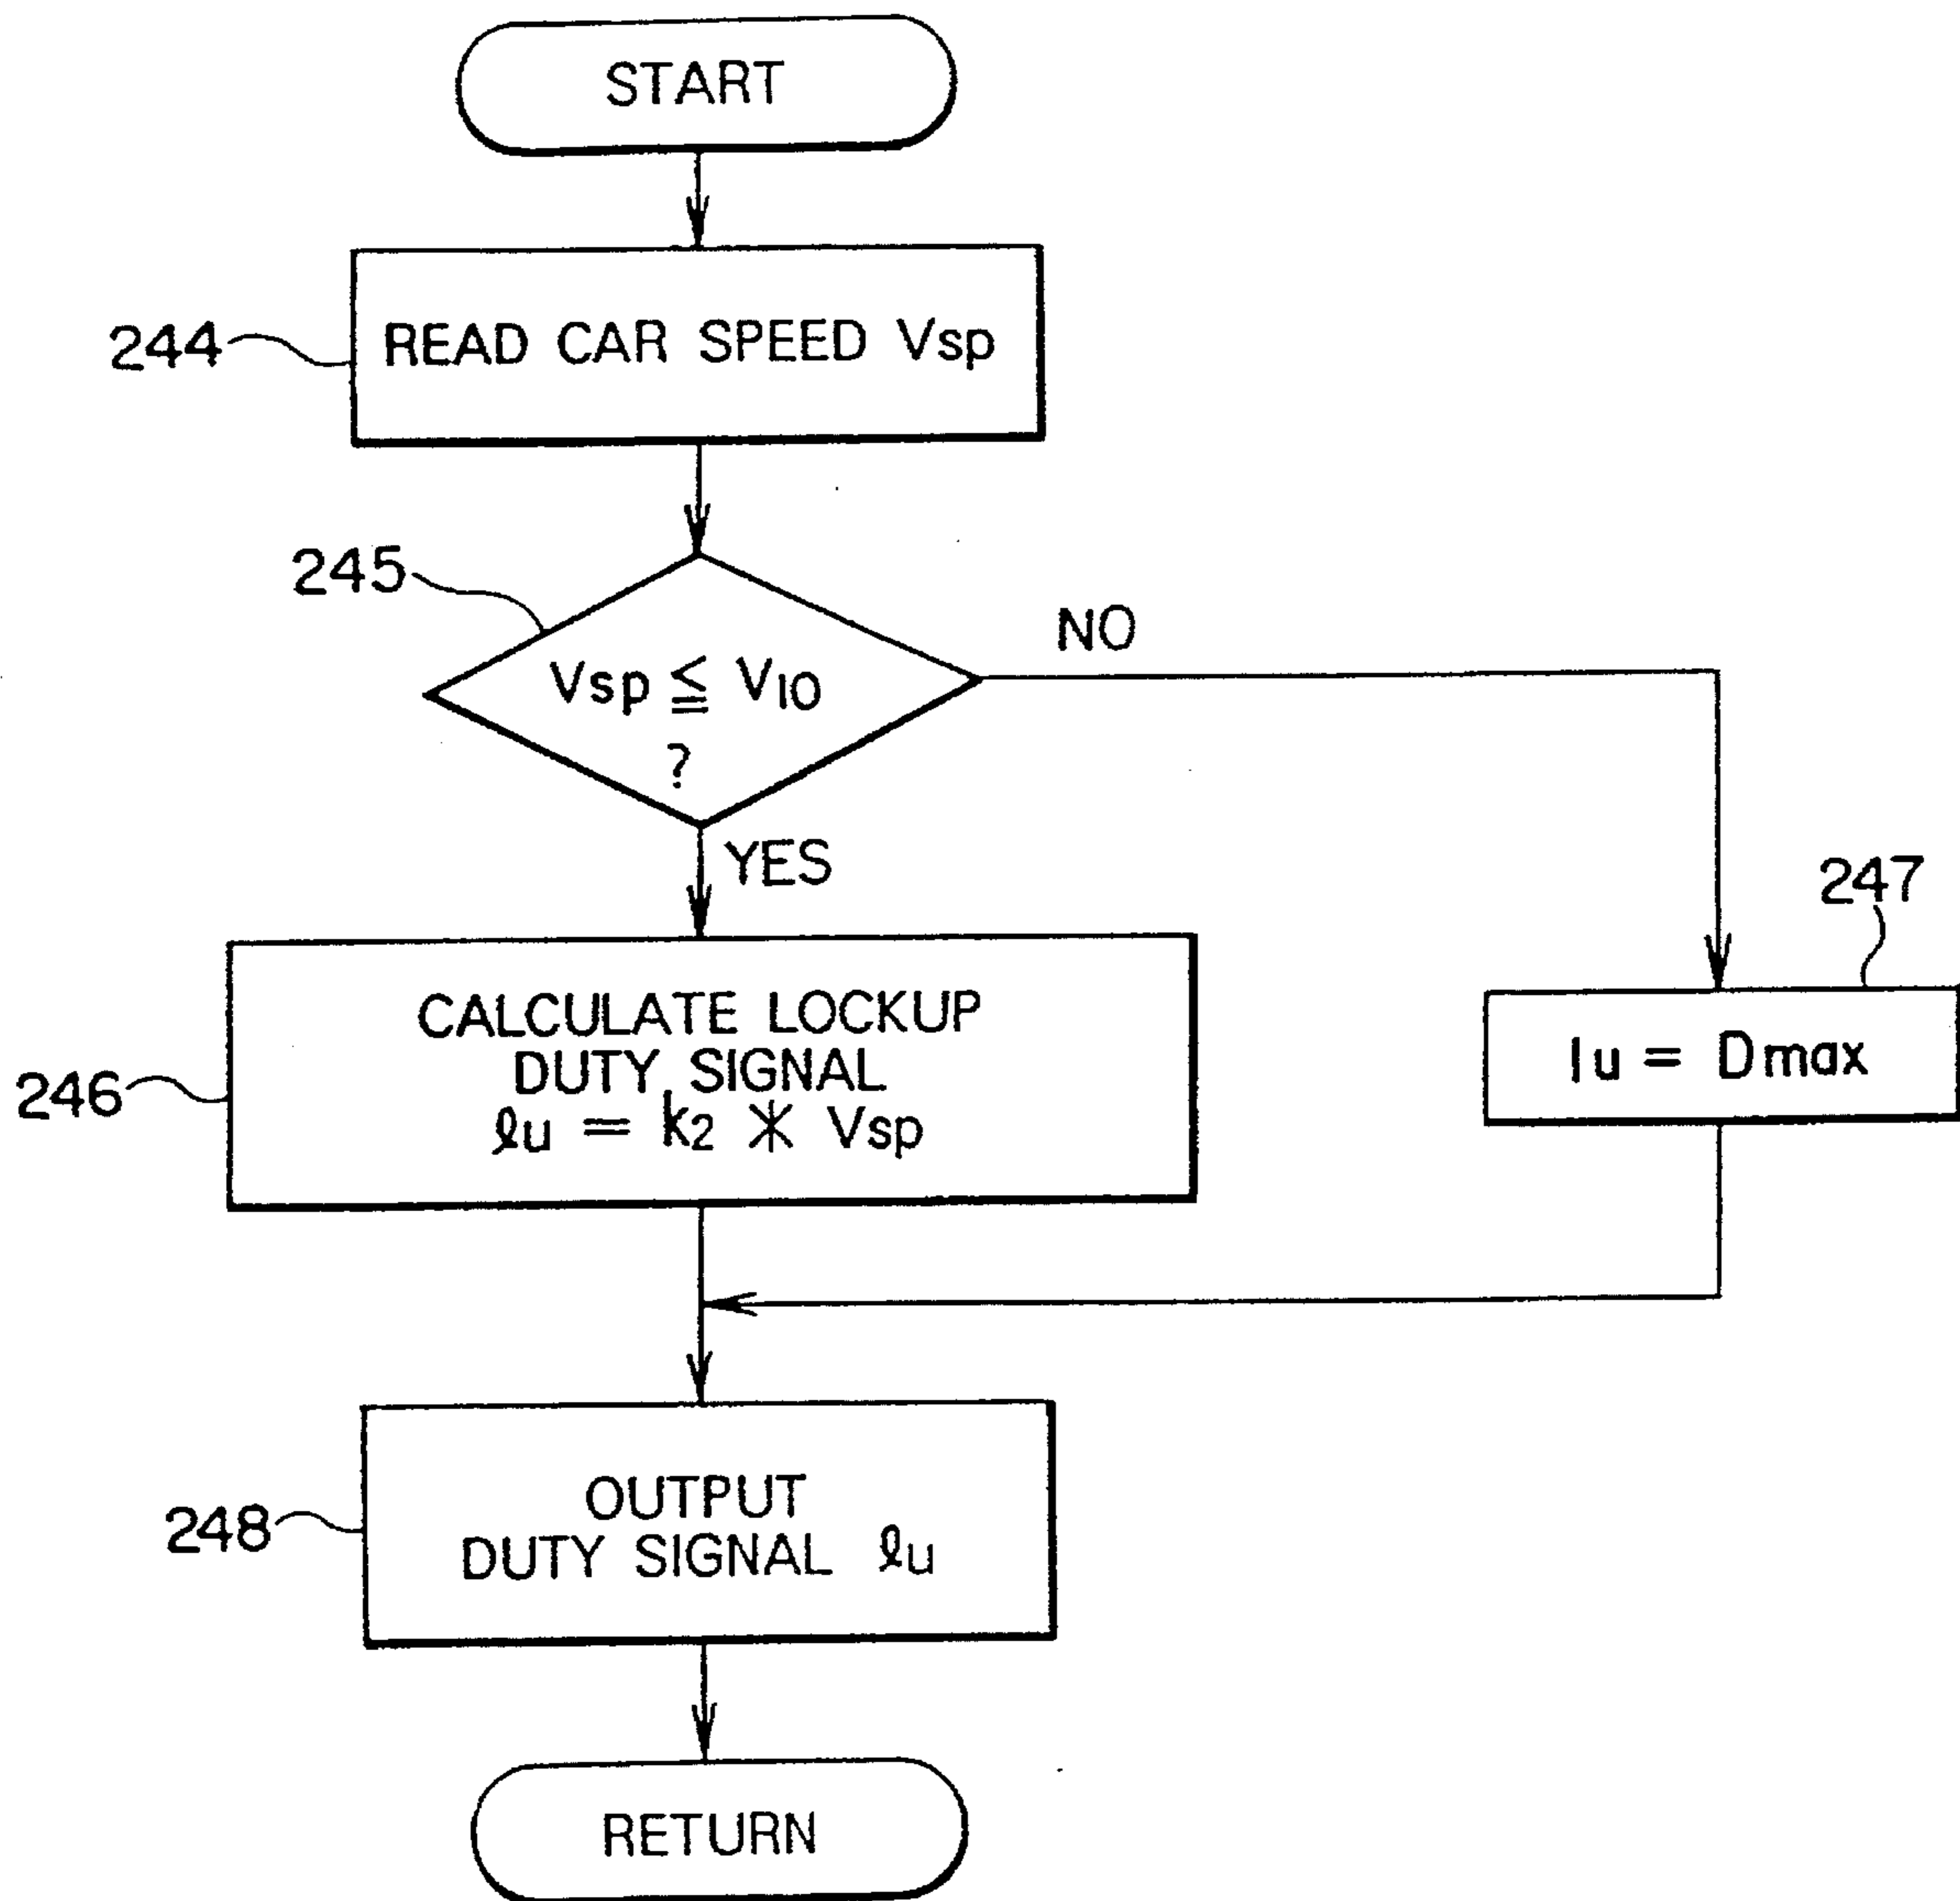 START
244
READ CAR SPEED Vsp
245
Vsp ≦ V10
?
NO
YES
247
246
CALCULATE LOCKUP
DUTY SIGNAL
ℓu = k2 * Vsp
lu = Dmax
248
OUTPUT
DUTY SIGNAL ℓu
RETURN